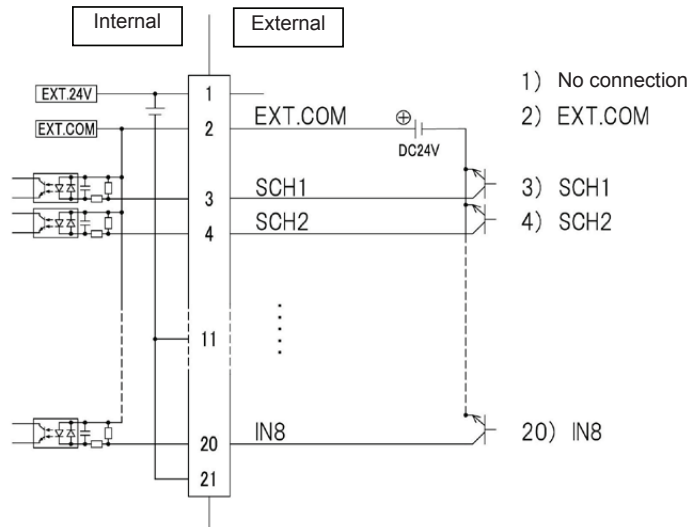 Internal External
EXT.24V 1 1) No connection
EXT.COM 2 EXT.COM ⊕ 2) EXT.COM
DC24V
3 SCH1 3) SCH1
4 SCH2 4) SCH2
11
20 IN8 20) IN8
21